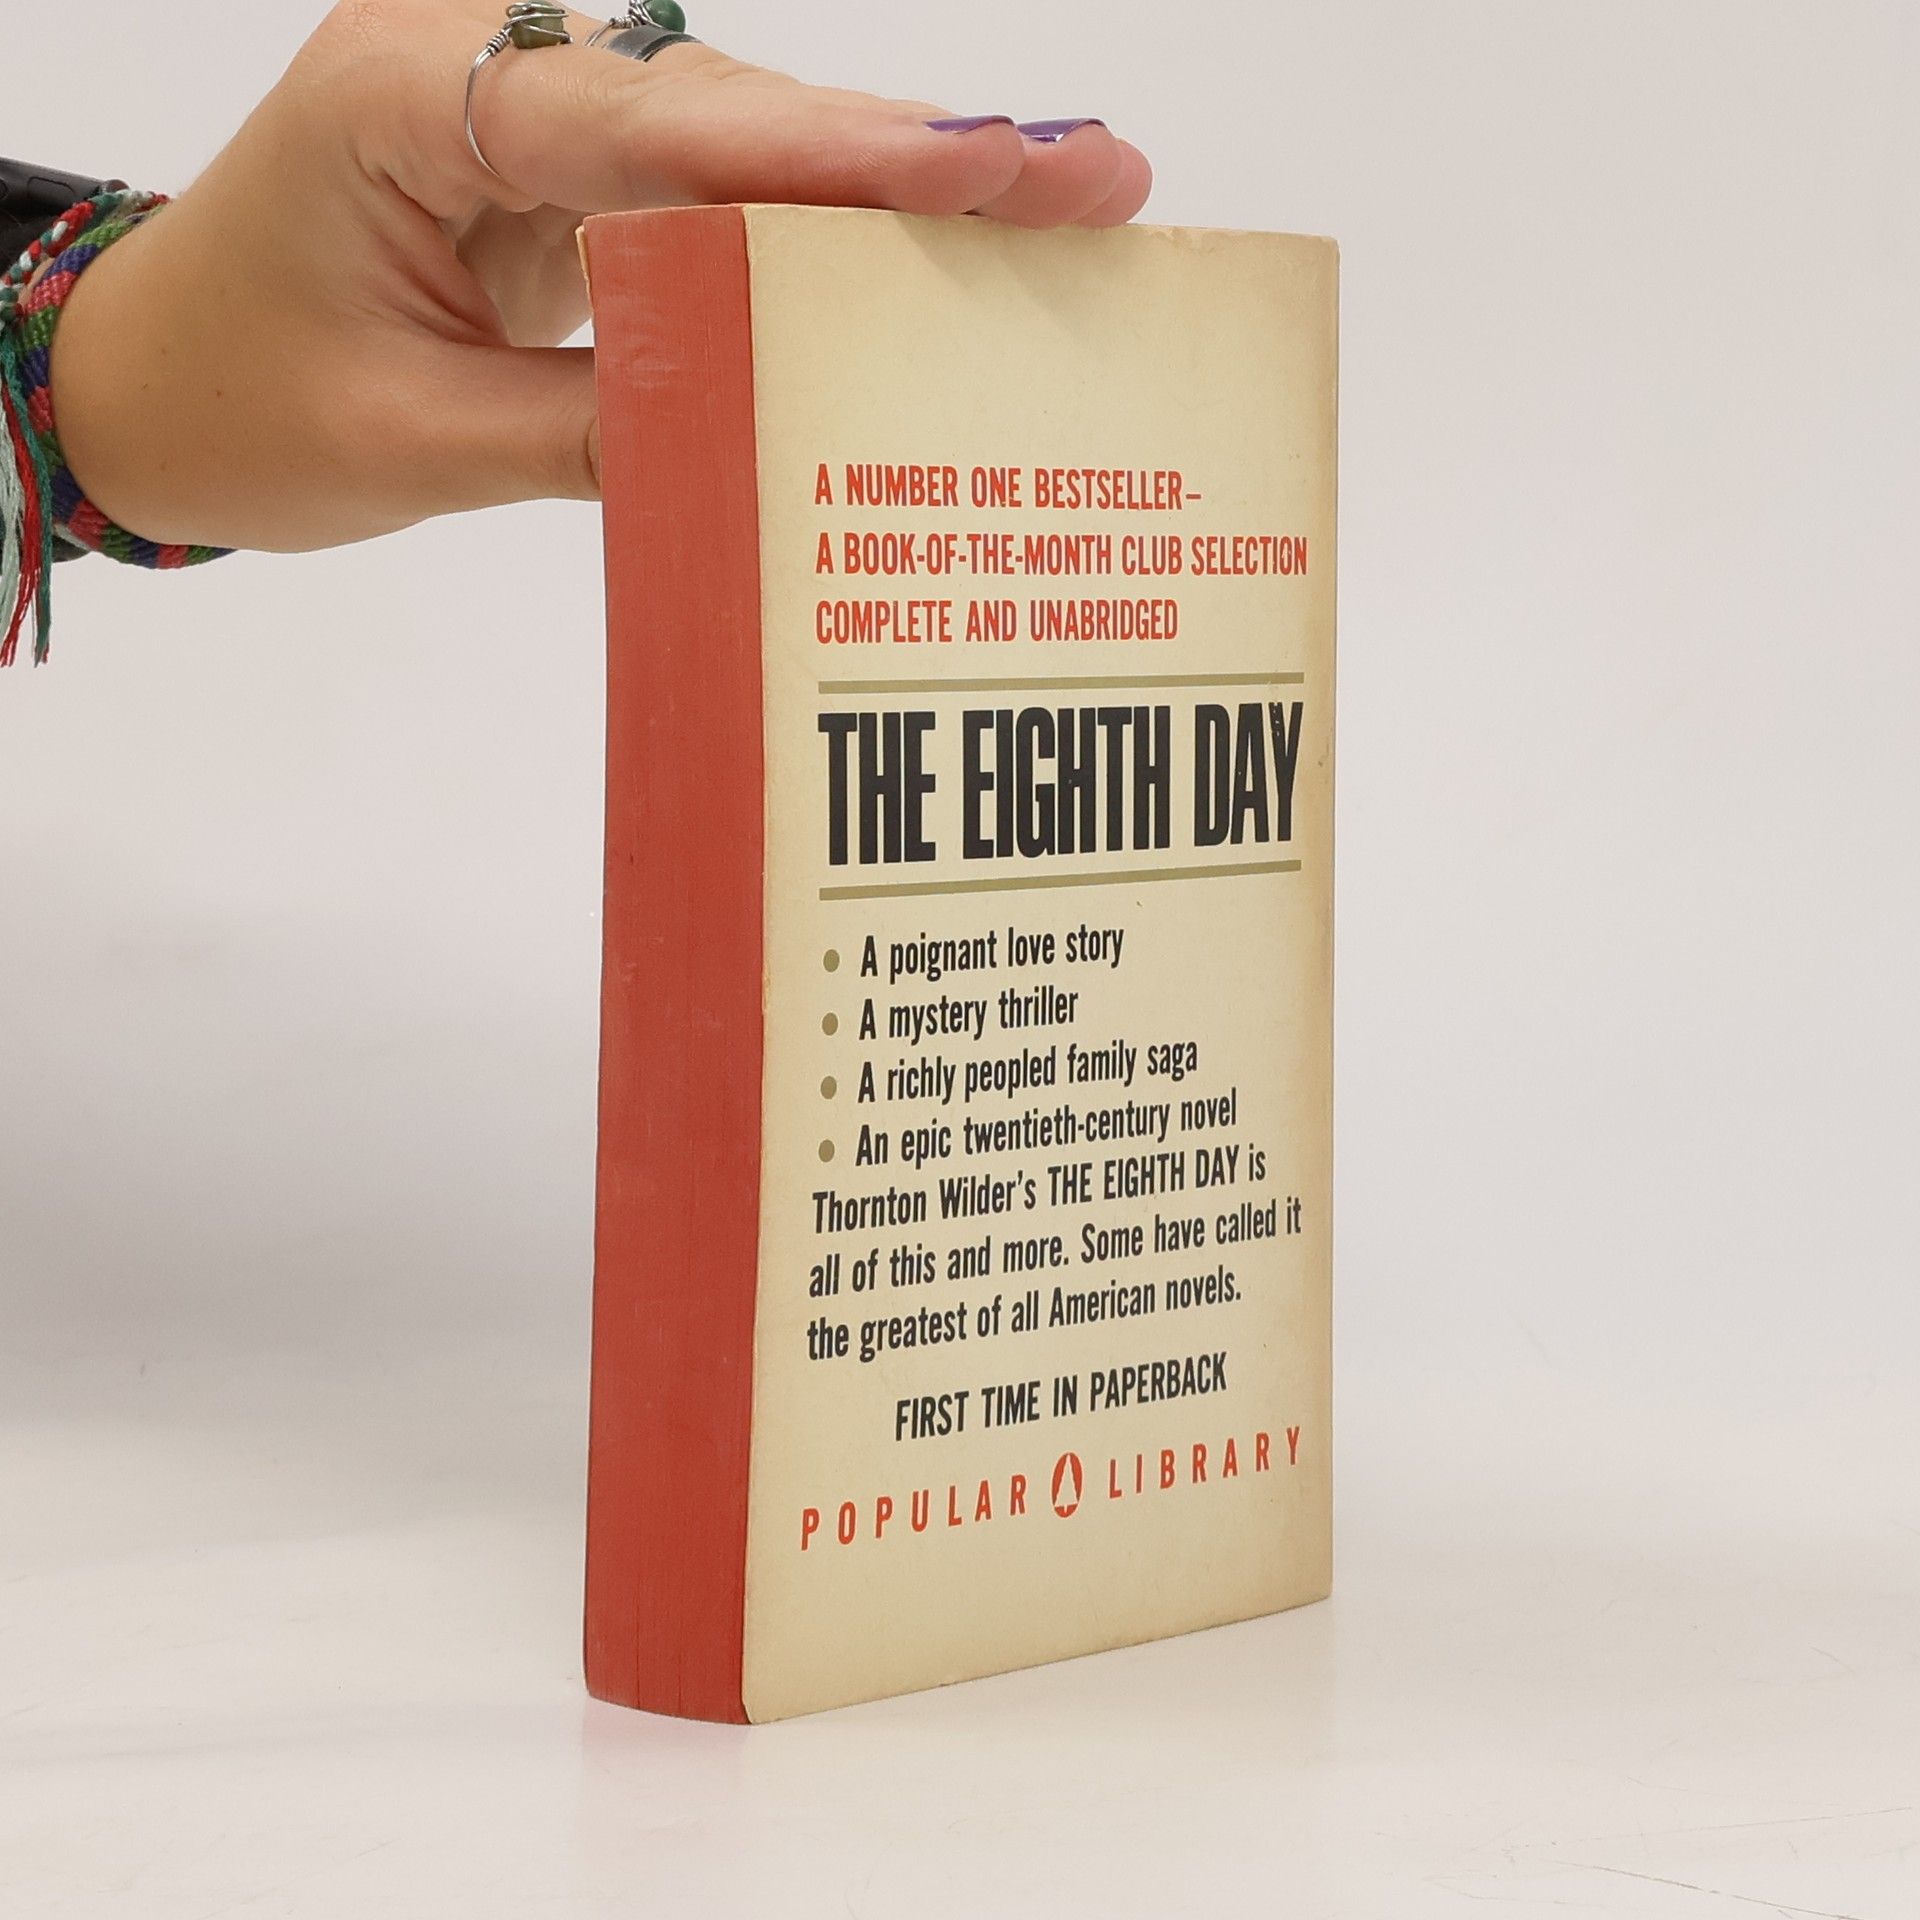 A NUMBER ONE BESTSELLER–
A BOOK-OF-THE-MONTH CLUB SELECTION
COMPLETE AND UNABRIDGED
THE EIGHTH DAY
• A poignant love story
• A mystery thriller
• A richly peopled family saga
• An epic twentieth-century novel
Thornton Wilder's THE EIGHTH DAY is
all of this and more. Some have called it
the greatest of all American novels.
FIRST TIME IN PAPERBACK
POPULAR LIBRARY